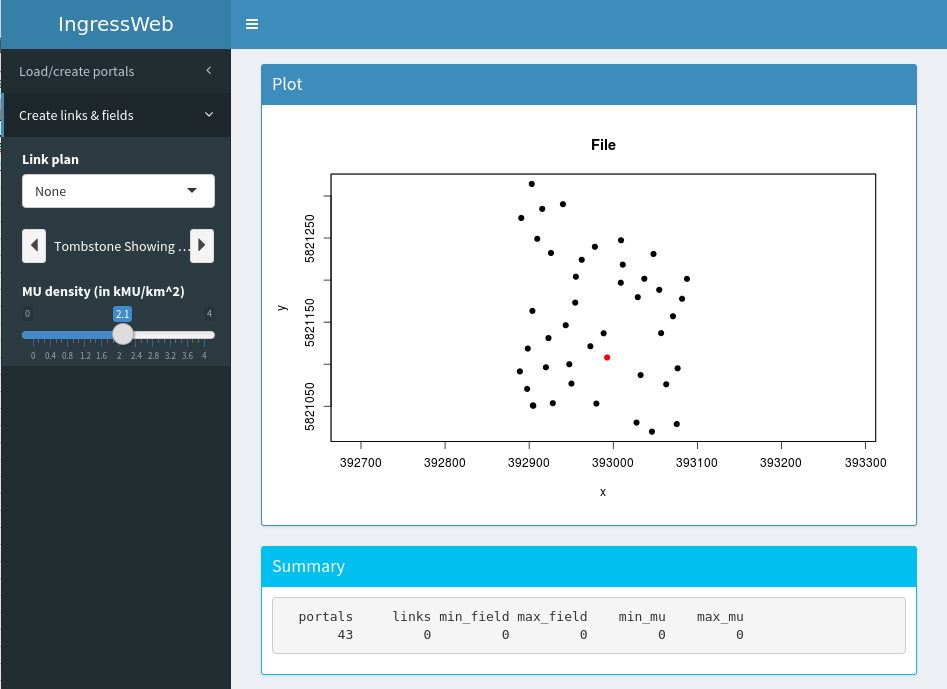 IngressWeb
Load/create portals
Create links & fields
Link plan
None
Tombstone Showing ...
MU density (in kMU/km^2)
0 2.1 4
0 0.4 0.8 1.2 1.6 2 2.4 2.8 3.2 3.6 4
Plot
File
5821250
5821150
5821050
y
392700 392800 392900 393000 393100 393200 393300
x
Summary
portals links min_field max_field min_mu max_mu
43 0 0 0 0 0